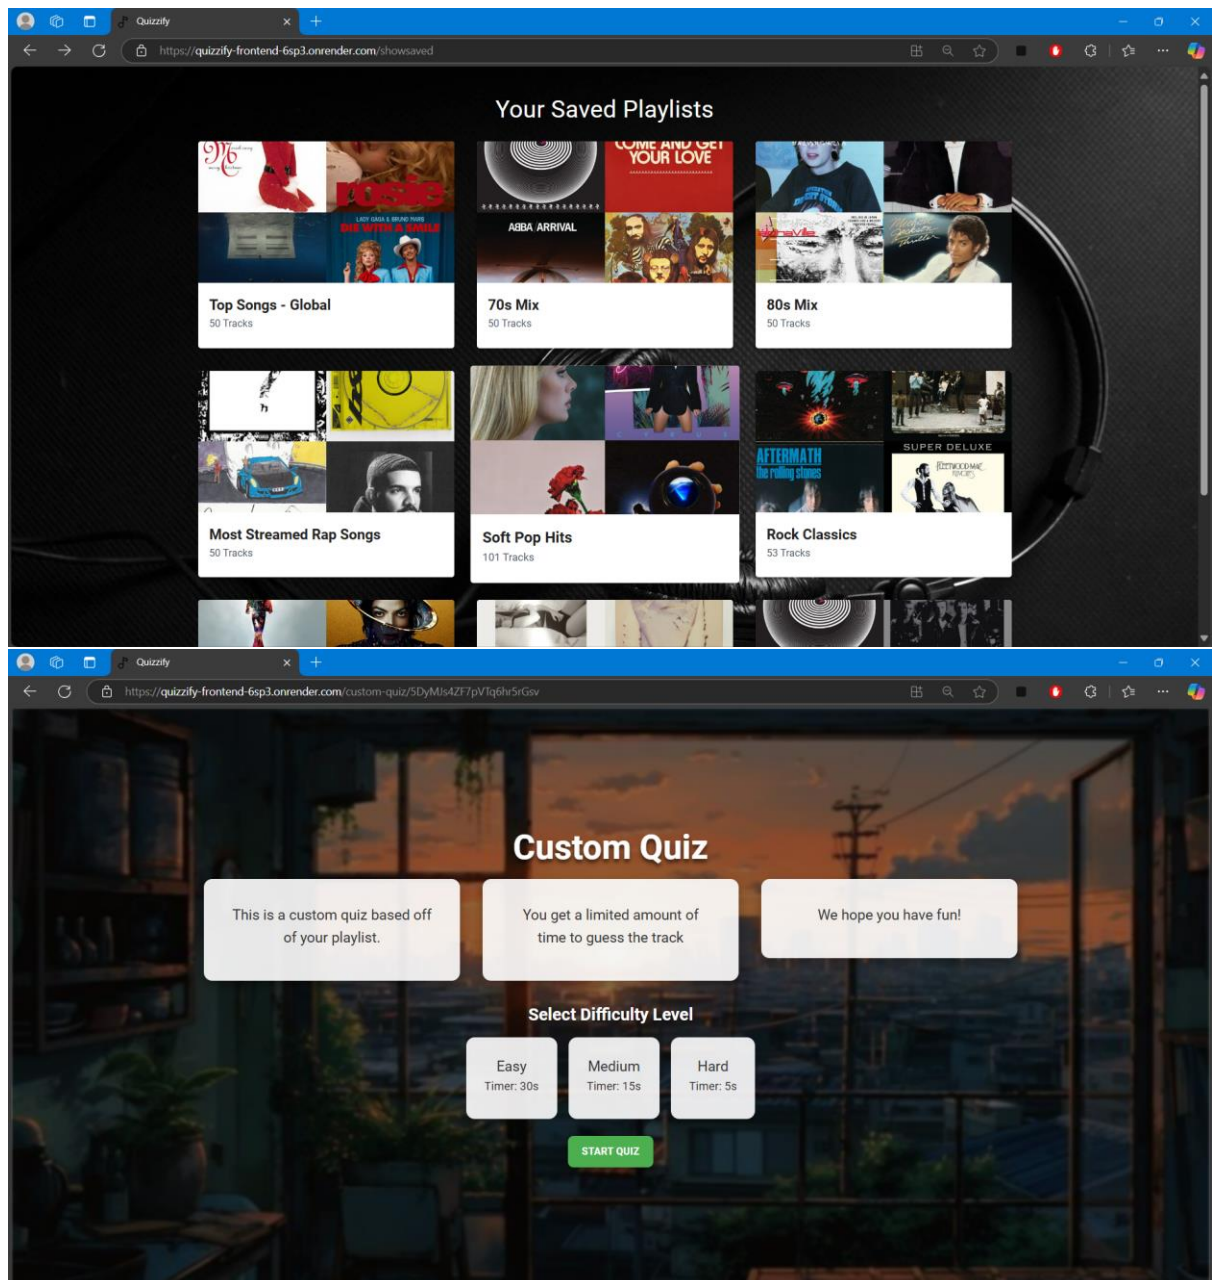 Quizzify
https://quizzify-frontend-6sp3.onrender.com/showsaved
Your Saved Playlists
rosie
LADY GAGA & BRUNO MARS
DIE WITH A SMILE
Top Songs - Global
50 Tracks
COME AND GET
YOUR LOVE
ABBA/ARRIVAL
70s Mix
50 Tracks
Thriller
80s Mix
50 Tracks
Most Streamed Rap Songs
50 Tracks
Soft Pop Hits
101 Tracks
AFTERMATH
the rolling stones
SUPER DELUXE
FLEETWOOD MAC
RUMOURS
Rock Classics
53 Tracks
Quizzify
https://quizzify-frontend-6sp3.onrender.com/custom-quiz/5DyMJs4ZF7pVTq6hr5rGsv
Custom Quiz
This is a custom quiz based off
of your playlist.
You get a limited amount of
time to guess the track
We hope you have fun!
Select Difficulty Level
Easy
Timer: 30s
Medium
Timer: 15s
Hard
Timer: 5s
START QUIZ